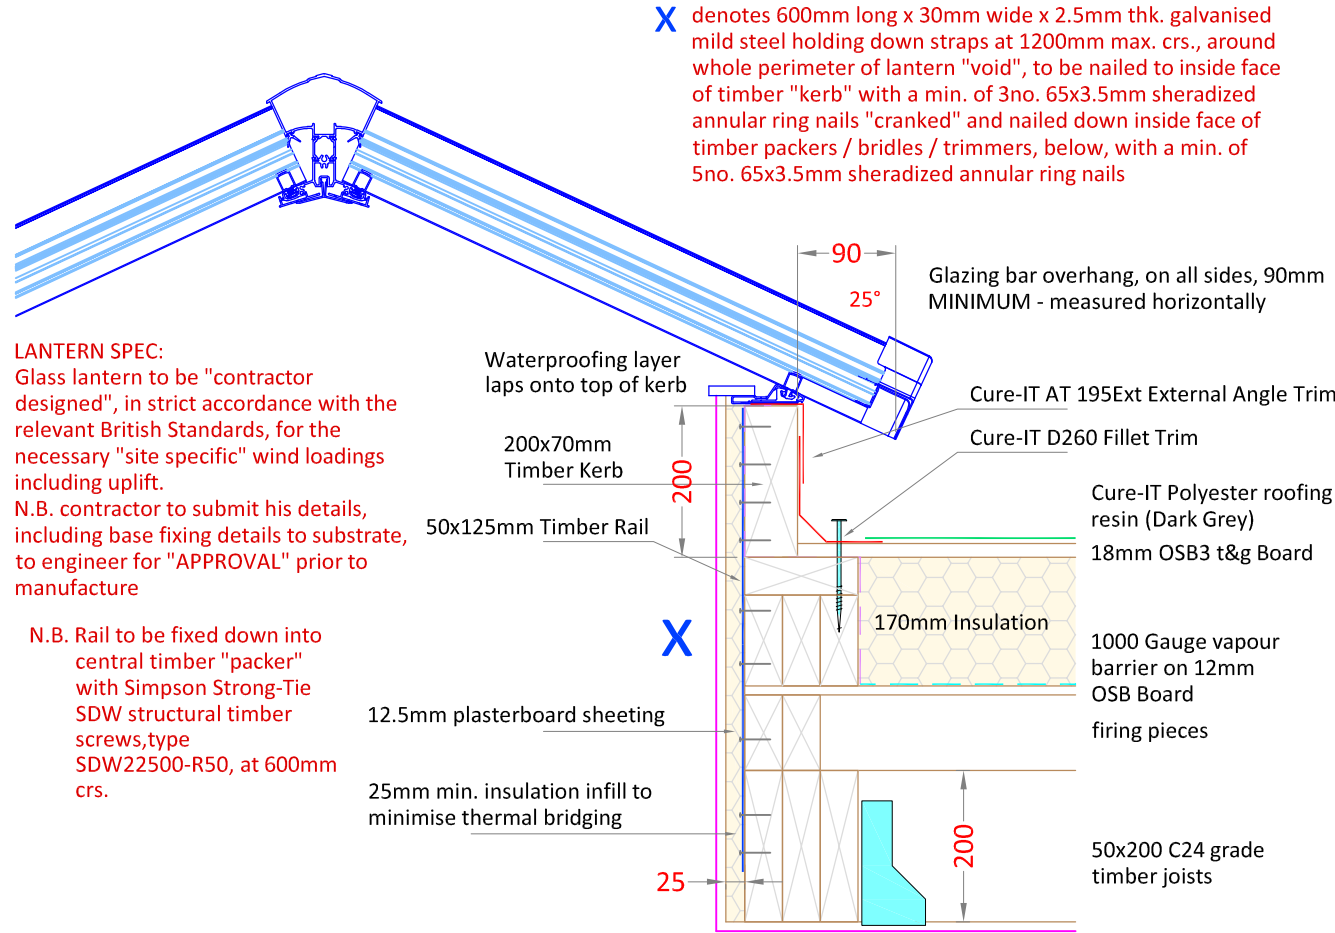 X denotes 600mm long x 30mm wide x 2.5mm thk. galvanised
mild steel holding down straps at 1200mm max. crs., around
whole perimeter of lantern "void", to be nailed to inside face
of timber "kerb" with a min. of 3no. 65x3.5mm sheradized
annular ring nails "cranked" and nailed down inside face of
timber packers / bridles / trimmers, below, with a min. of
5no. 65x3.5mm sheradized annular ring nails
90
25°
Glazing bar overhang, on all sides, 90mm
MINIMUM - measured horizontally
LANTERN SPEC:
Glass lantern to be "contractor
designed", in strict accordance with the
relevant British Standards, for the
necessary "site specific" wind loadings
including uplift.
N.B. contractor to submit his details,
including base fixing details to substrate,
to engineer for "APPROVAL" prior to
manufacture
N.B. Rail to be fixed down into
central timber "packer"
with Simpson Strong-Tie
SDW structural timber
screws,type
SDW22500-R50, at 600mm
crs.
Waterproofing layer
laps onto top of kerb
200x70mm
Timber Kerb
200
50x125mm Timber Rail
X
12.5mm plasterboard sheeting
25mm min. insulation infill to
minimise thermal bridging
25
Cure-IT AT 195Ext External Angle Trim
Cure-IT D260 Fillet Trim
Cure-IT Polyester roofing
resin (Dark Grey)
18mm OSB3 t&g Board
170mm Insulation
1000 Gauge vapour
barrier on 12mm
OSB Board
firing pieces
200
50x200 C24 grade
timber joists